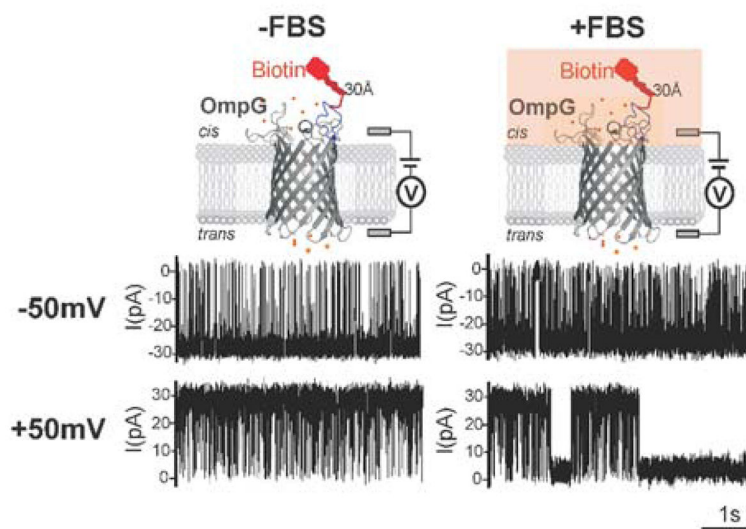 -FBS
+FBS
Biotin
30Å
OmpG
cis
V
trans
Biotin
30Å
OmpG
cis
V
trans
-50mV
I(pA)
0
-10
-20
-30
I(pA)
0
-10
-20
-30
+50mV
I(pA)
30
20
10
0
I(pA)
30
20
10
0
1s